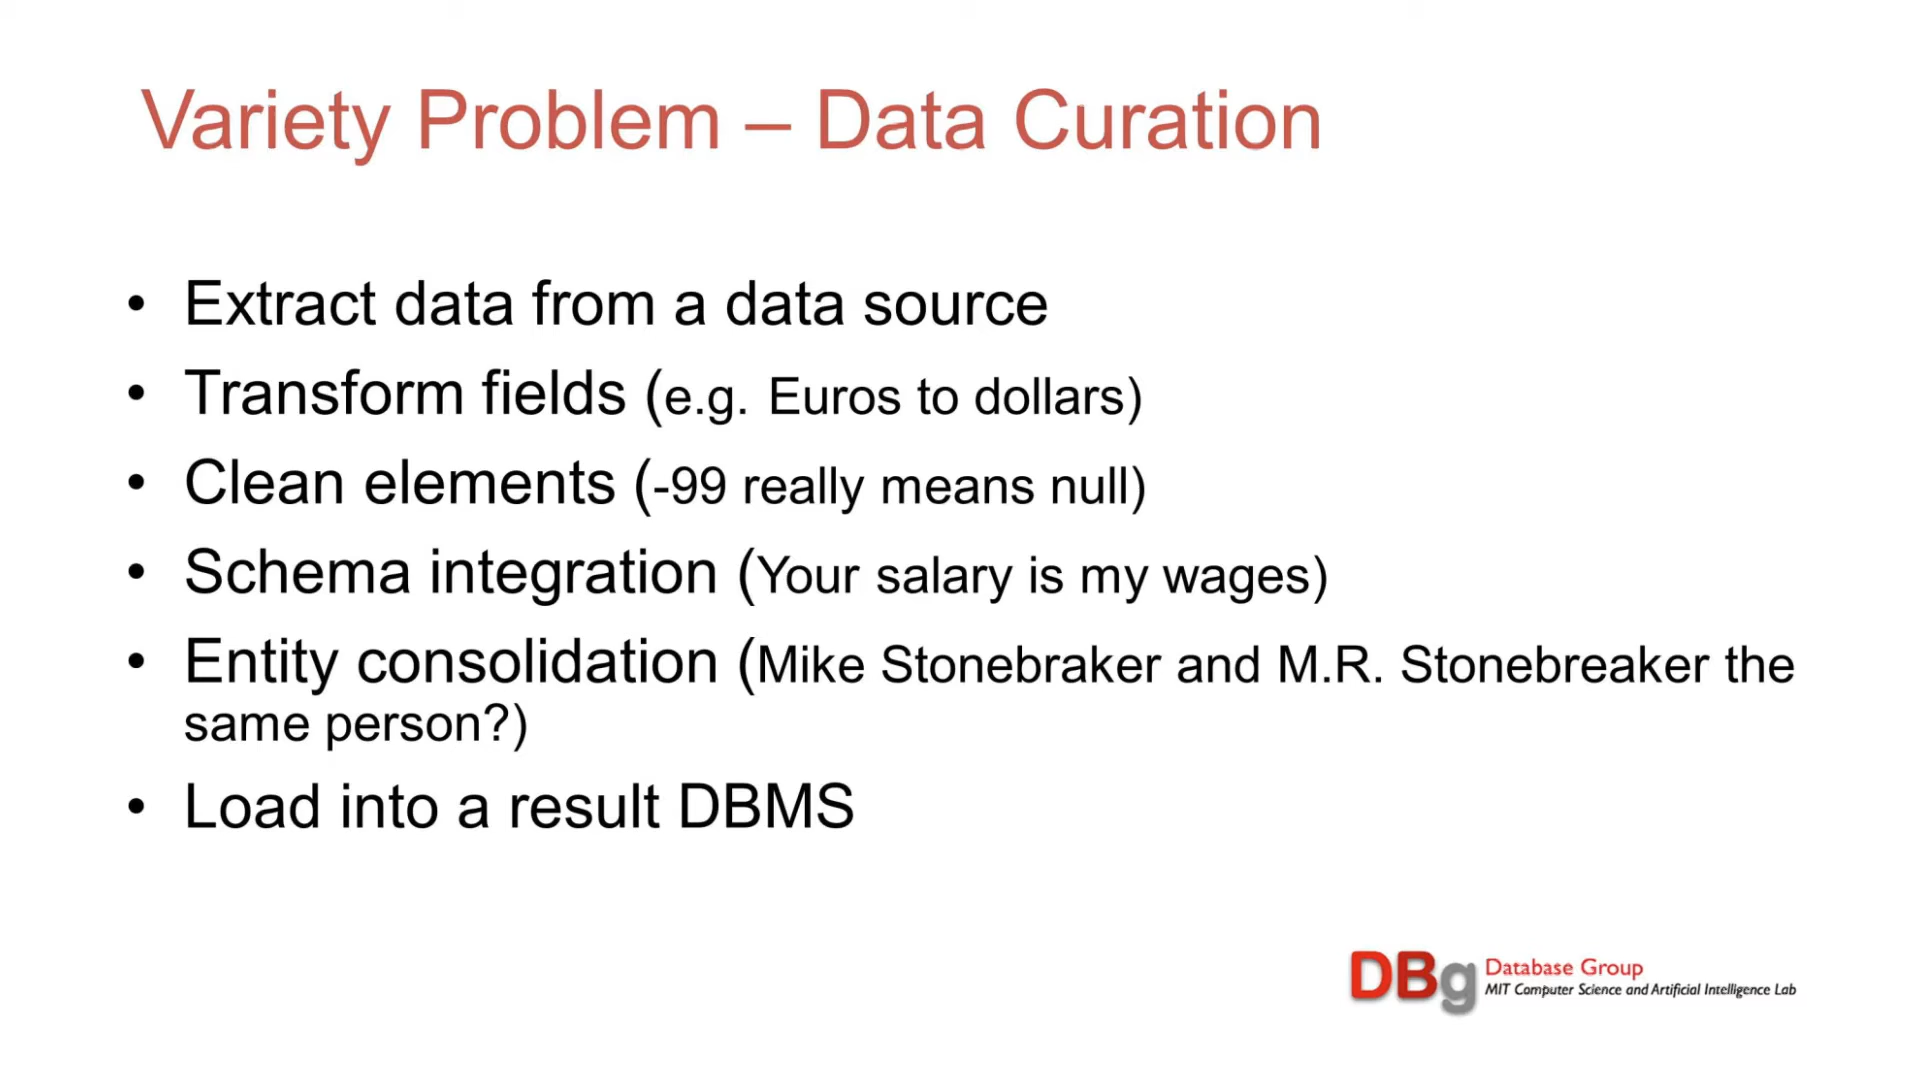 Variety Problem – Data Curation
• Extract data from a data source
• Transform fields (e.g. Euros to dollars)
• Clean elements (-99 really means null)
• Schema integration (Your salary is my wages)
• Entity consolidation (Mike Stonebraker and M.R. Stonebreaker the
same person?)
• Load into a result DBMS
DBg Database Group
MIT Computer Science and Artificial Intelligence Lab